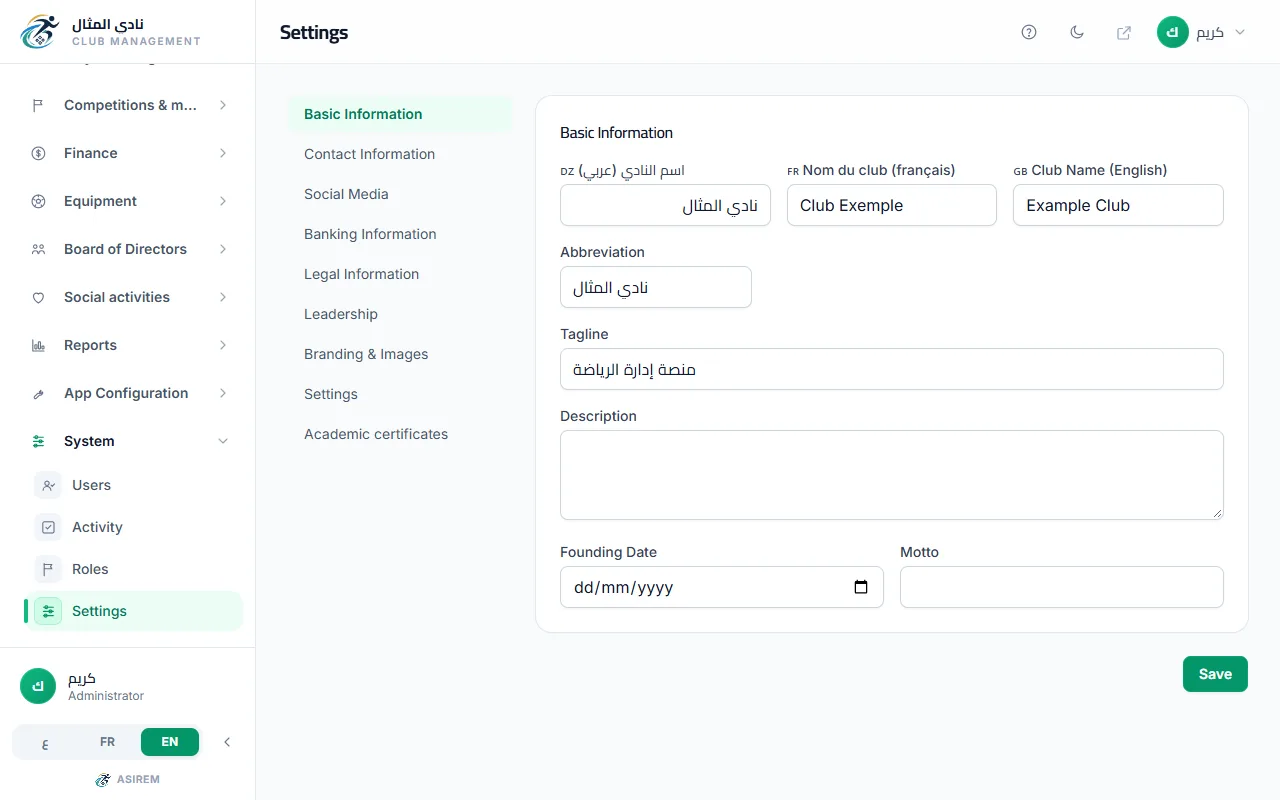 نادي المثال
CLUB MANAGEMENT
Settings
كريم
Competitions & m...
Finance
Equipment
Board of Directors
Social activities
Reports
App Configuration
System
Users
Activity
Roles
Settings
كريم
Administrator
ع
FR
EN
ASIREM
Basic Information
Contact Information
Social Media
Banking Information
Legal Information
Leadership
Branding & Images
Settings
Academic certificates
Basic Information
DZ اسم النادي (عربي)
نادي المثال
FR Nom du club (français)
Club Exemple
GB Club Name (English)
Example Club
Abbreviation
نادي المثال
Tagline
منصة إدارة الرياضة
Description
Founding Date
dd/mm/yyyy
Motto
Save